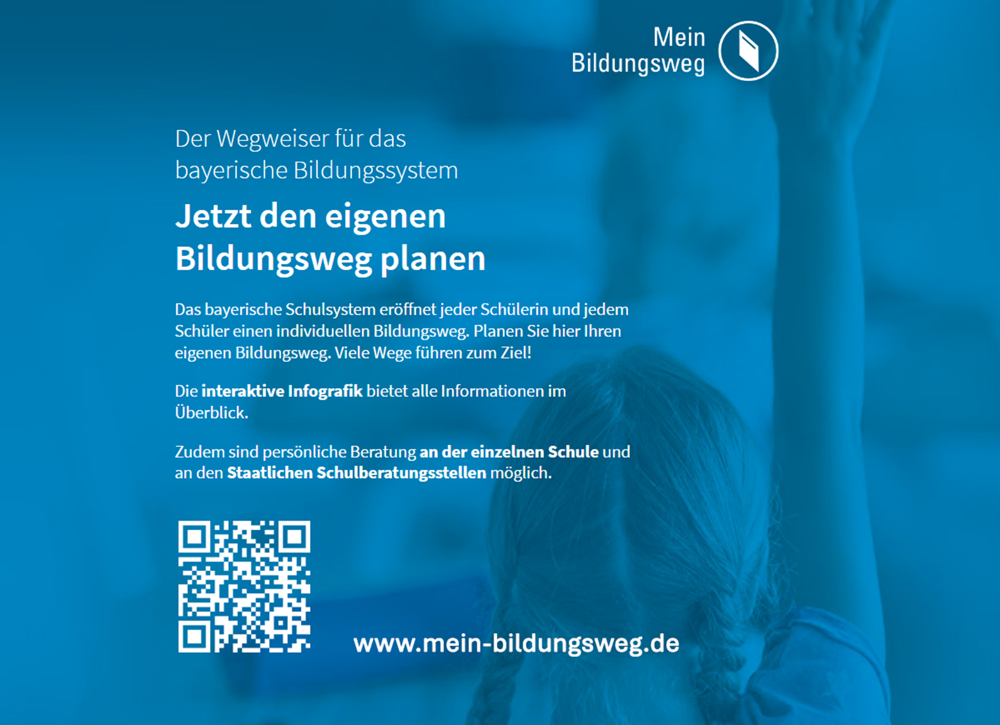 Mein
Bildungsweg
Der Wegweiser für das
bayerische Bildungssystem
Jetzt den eigenen
Bildungsweg planen
Das bayerische Schulsystem eröffnet jeder Schülerin und jedem
Schüler einen individuellen Bildungsweg. Planen Sie hier Ihren
eigenen Bildungsweg. Viele Wege führen zum Ziel!
Die interaktive Infografik bietet alle Informationen im
Überblick.
Zudem sind persönliche Beratung an der einzelnen Schule und
an den Staatlichen Schulberatungsstellen möglich.
www.mein-bildungsweg.de